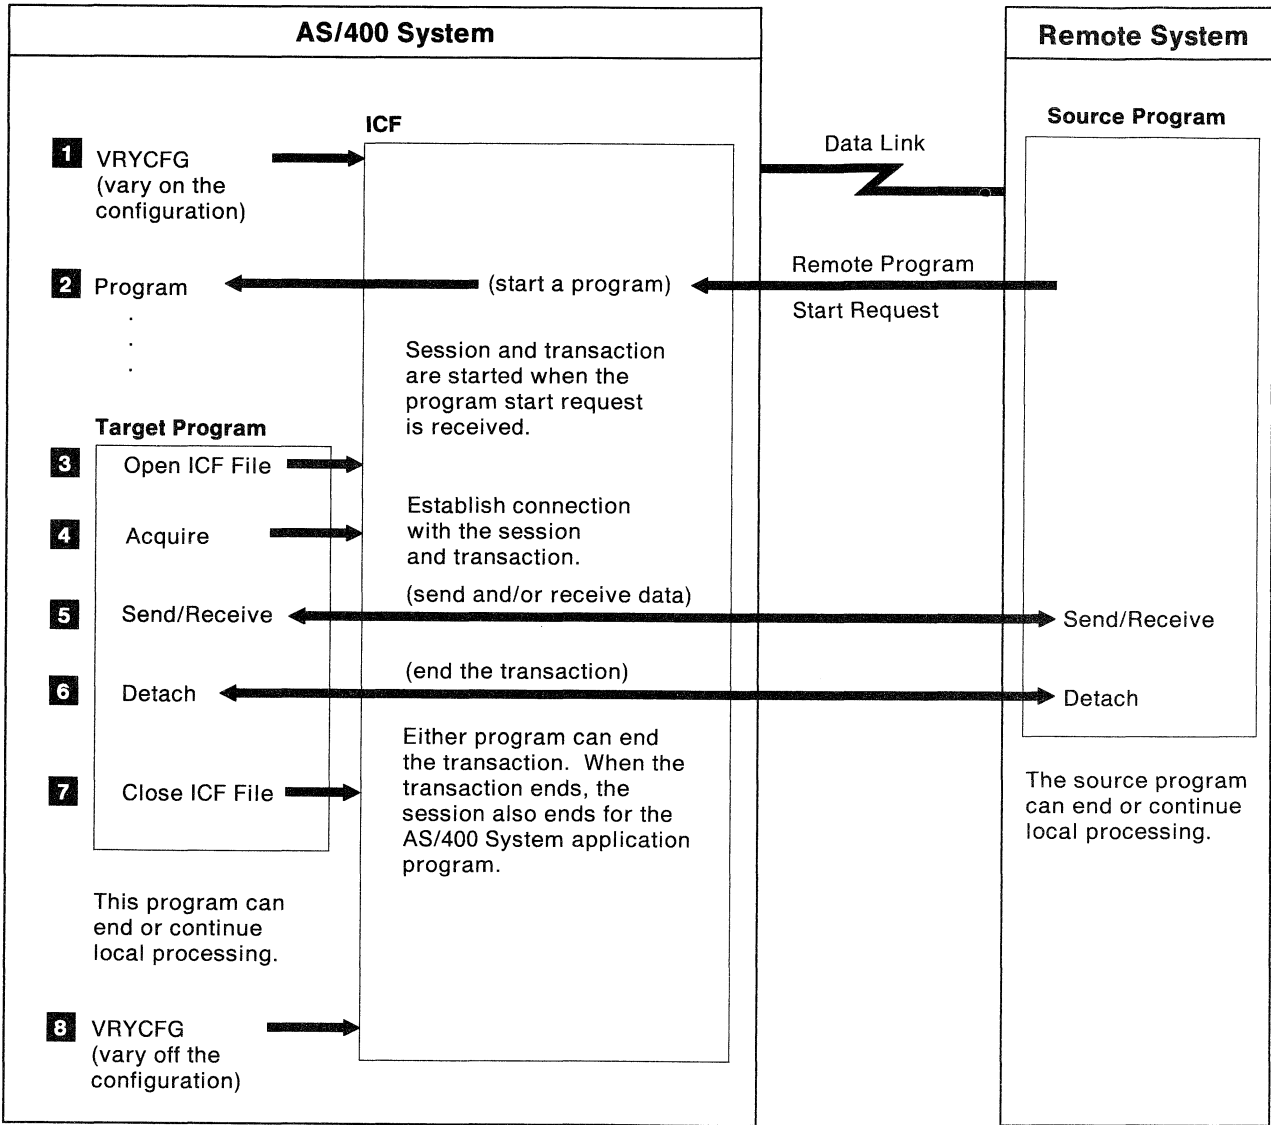 AS/400 System
Remote System
ICF
Source Program
Data Link
1 VRYCFG
(vary on the
configuration)
Remote Program
2 Program
(start a program)
Start Request
.
.
.
Session and transaction
are started when the
program start request
is received.
Target Program
3 Open ICF File
4 Acquire
Establish connection
with the session
and transaction.
(send and/or receive data)
5 Send/Receive
Send/Receive
(end the transaction)
6 Detach
Detach
Either program can end
the transaction. When the
transaction ends, the
session also ends for the
AS/400 System application
program.
7 Close ICF File
The source program
can end or continue
local processing.
This program can
end or continue
local processing.
8 VRYCFG
(vary off the
configuration)